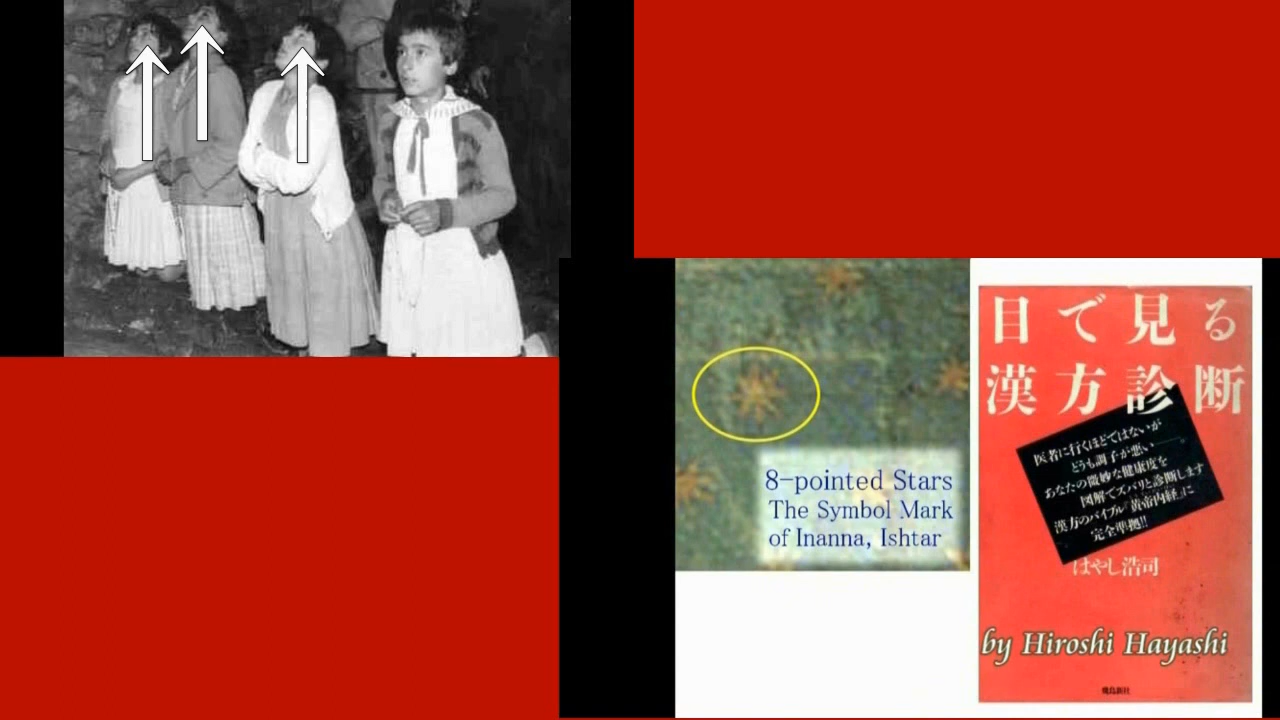 8-pointed Stars
The Symbol Mark
of Inanna, Ishtar
目で見る
漢方診断
医者に行くほどではないが
どうも調子が悪い――
あなたの微妙な健康度を
図解でズバリと診断します
漢方のバイブル『黄帝内経』に
完全準拠!!
はやし浩司
by Hiroshi Hayashi
飛鳥新社